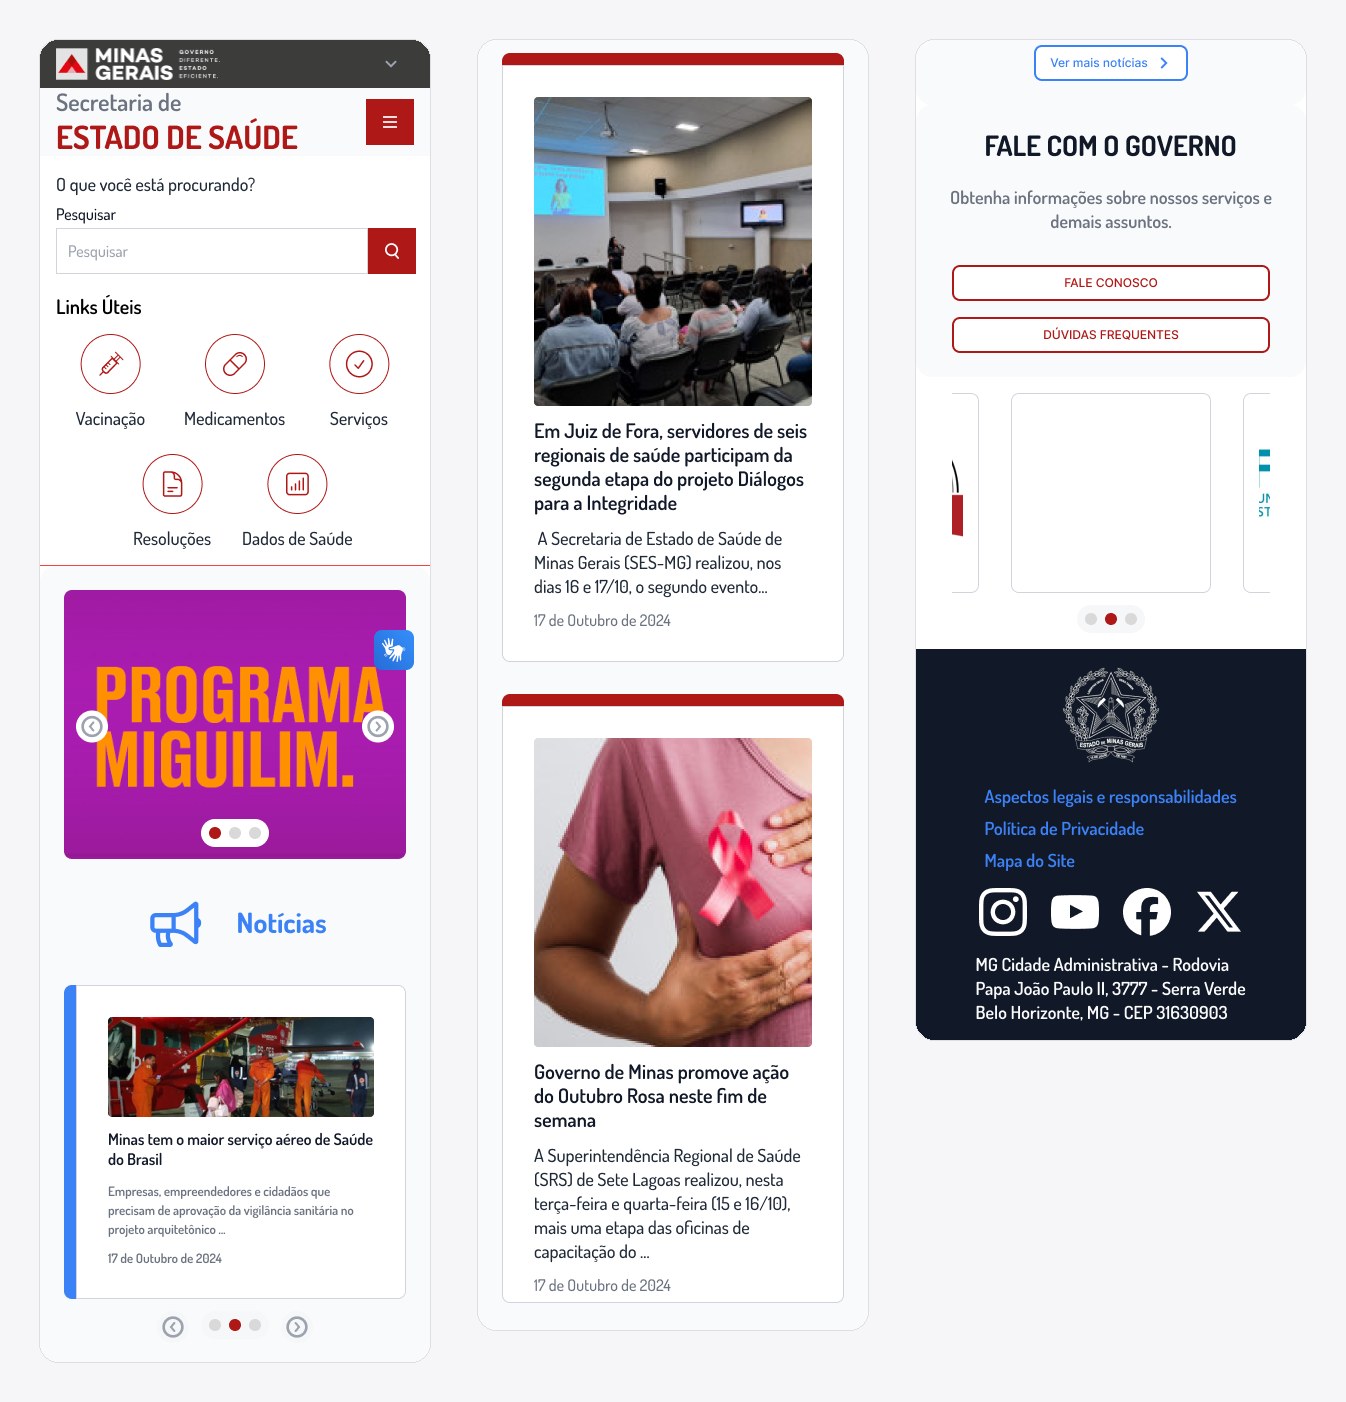 MINAS
GERAIS
GOVERNO
DIFERENTE.
ESTADO
EFICIENTE.
Secretaria de
ESTADO DE SAÚDE
O que você está procurando?
Pesquisar
Pesquisar
Links Úteis
Vacinação Medicamentos Serviços
Resoluções Dados de Saúde
PROGRAMA
MIGUILIM.
Notícias
Minas tem o maior serviço aéreo de Saúde
do Brasil
Empresas, empreendedores e cidadãos que
precisam de aprovação da vigilância sanitária no
projeto arquitetônico ...
17 de Outubro de 2024
Em Juiz de Fora, servidores de seis
regionais de saúde participam da
segunda etapa do projeto Diálogos
para a Integridade
A Secretaria de Estado de Saúde de
Minas Gerais (SES-MG) realizou, nos
dias 16 e 17/10, o segundo evento...
17 de Outubro de 2024
Governo de Minas promove ação
do Outubro Rosa neste fim de
semana
A Superintendência Regional de Saúde
(SRS) de Sete Lagoas realizou, nesta
terça-feira e quarta-feira (15 e 16/10),
mais uma etapa das oficinas de
capacitação do ...
17 de Outubro de 2024
Ver mais notícias
FALE COM O GOVERNO
Obtenha informações sobre nossos serviços e
demais assuntos.
FALE CONOSCO
DÚVIDAS FREQUENTES
UN
ST
ESTADO DE MINAS GERAIS
Aspectos legais e responsabilidades
Política de Privacidade
Mapa do Site
MG Cidade Administrativa - Rodovia
Papa João Paulo II, 3777 - Serra Verde
Belo Horizonte, MG - CEP 31630903